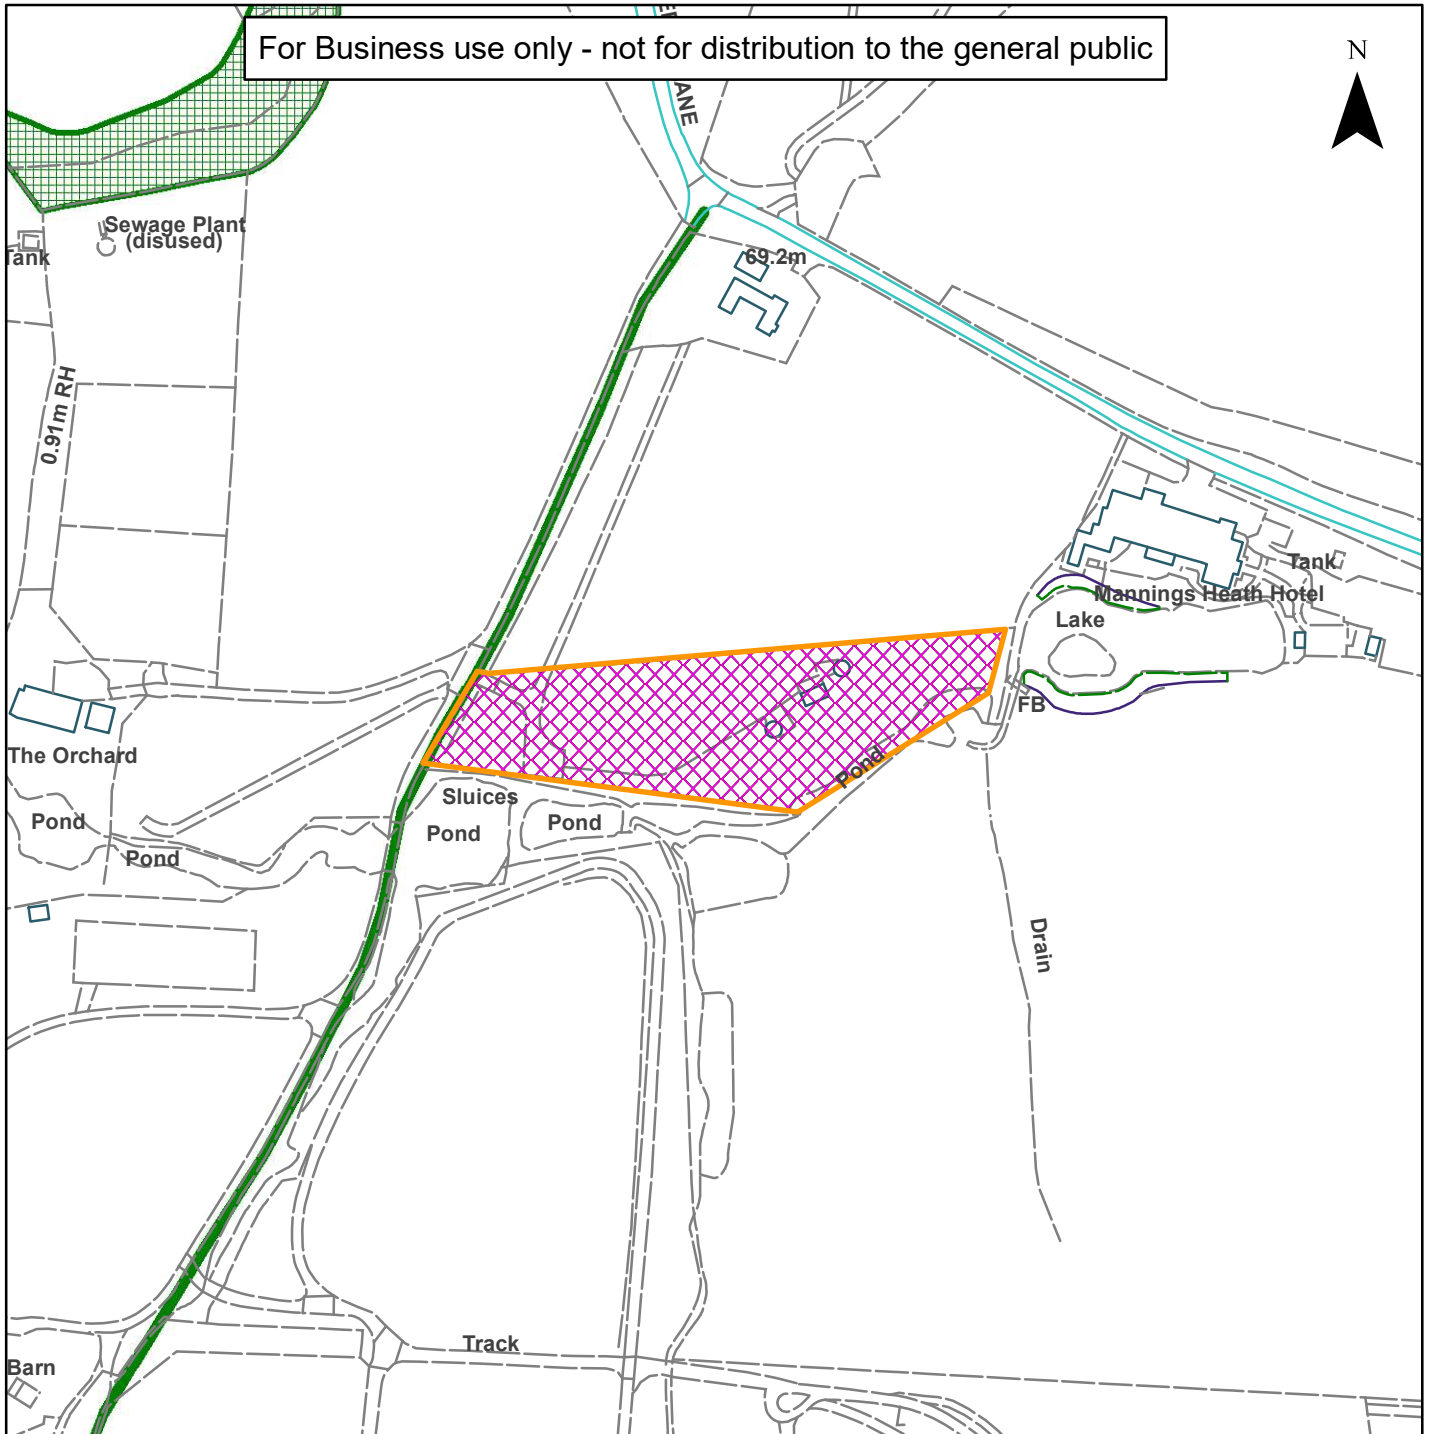 For Business use only - not for distribution to the general public
N
ANE
Sewage Plant
(disused)
Tank
69.2m
0.91m RH
Tank
Mannings Heath Hotel
Lake
FB
The Orchard
Pond
Sluices
Pond
Pond
Pond
Pond
Drain
Track
Barn